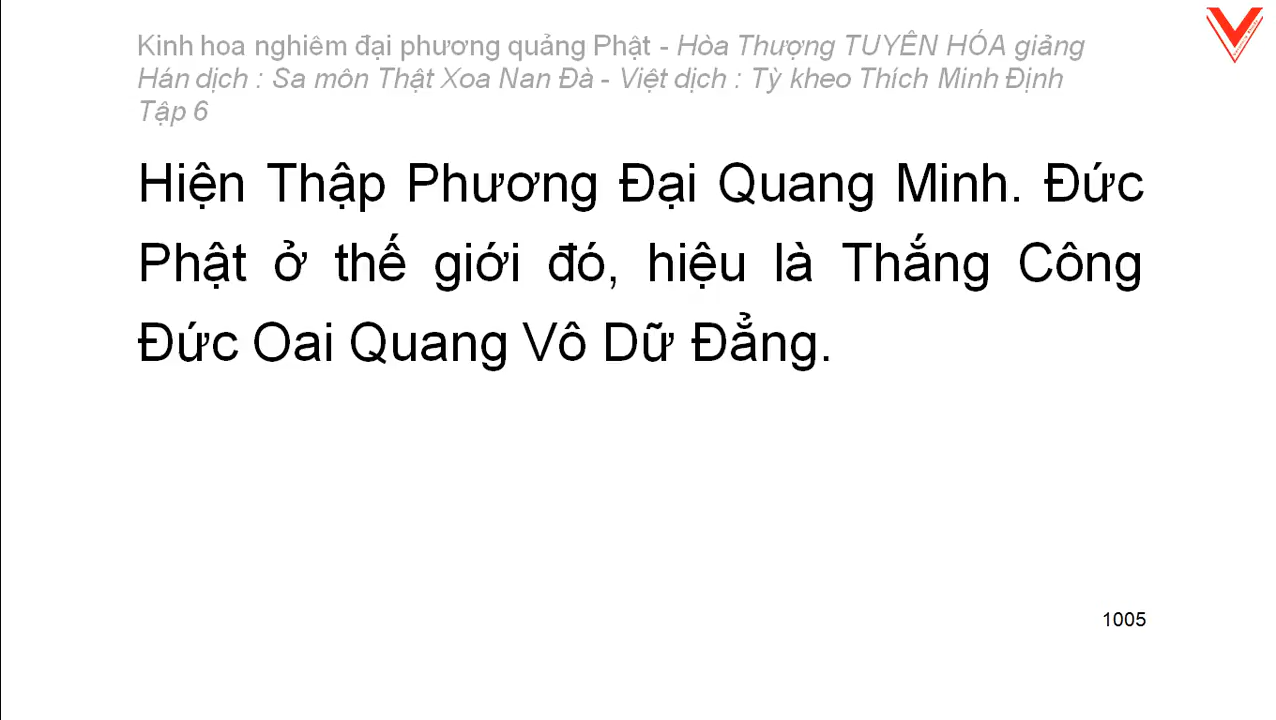 Kinh hoa nghiêm đại phương quảng Phật - Hòa Thượng TUYÊN HÓA giảng
Hán dịch : Sa môn Thật Xoa Nan Đà - Việt dịch : Tỳ kheo Thích Minh Định
Tập 6
Hiện Thập Phương Đại Quang Minh. Đức
Phật ở thế giới đó, hiệu là Thắng Công
Đức Oai Quang Vô Dữ Đẳng.
1005